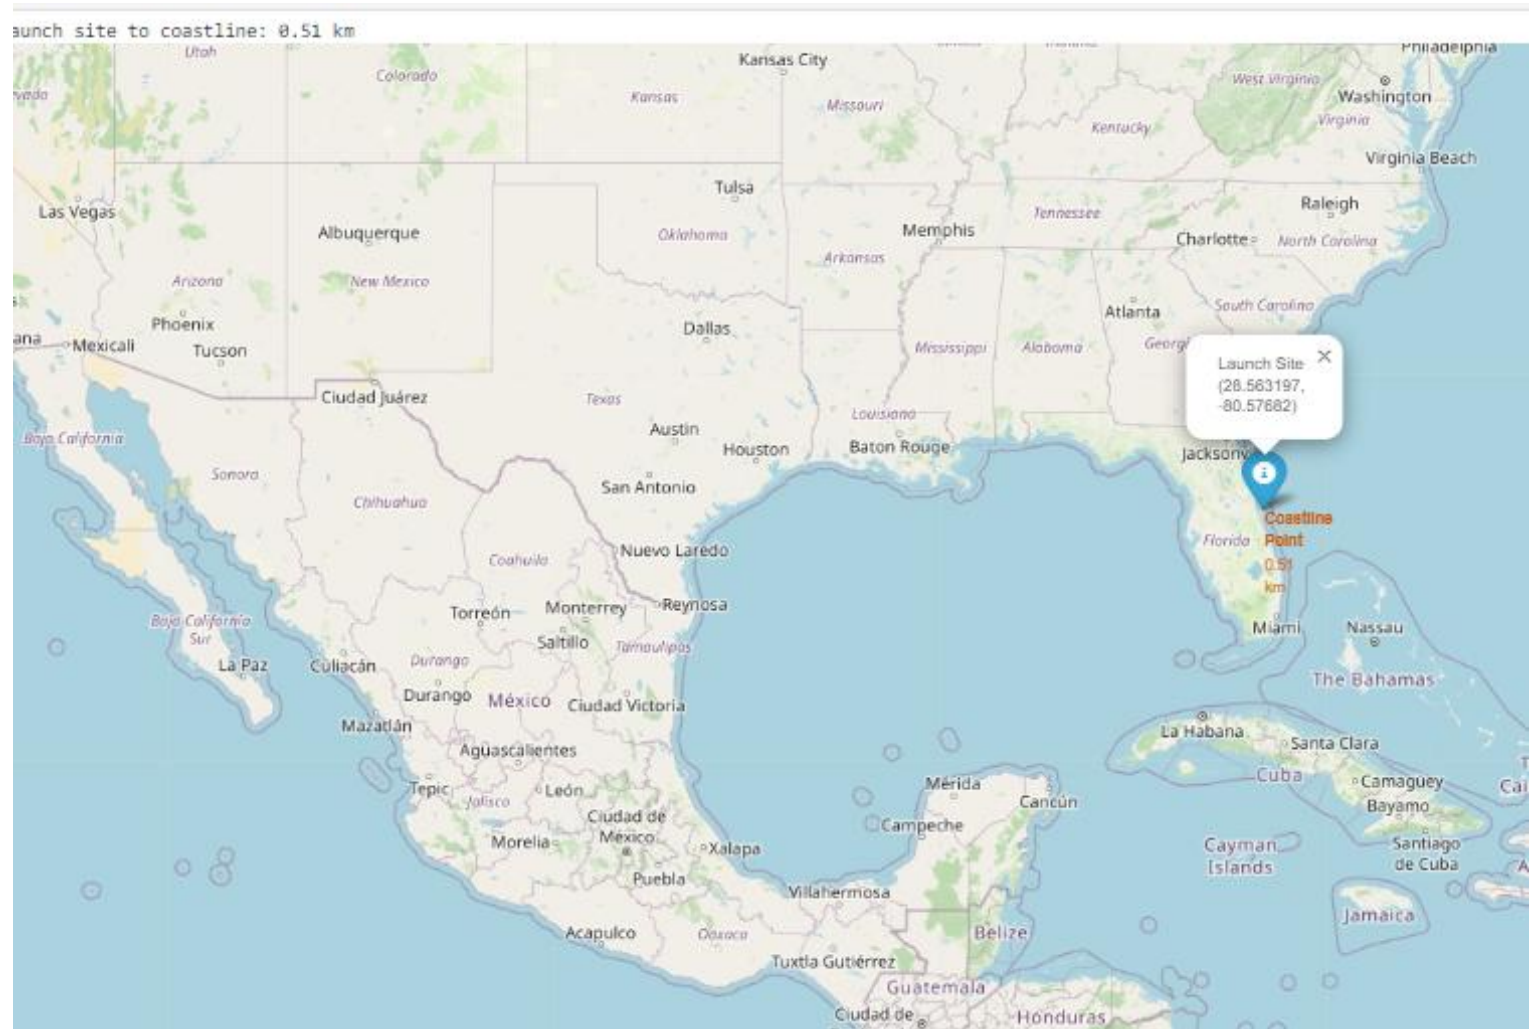 aunch site to coastline: 0.51 km
Utah
Colorado
Kansas City
Philadelphia
Kansas
Missouri
West Virginia
Washington
vada
Kentucky
Virginia
Virginia Beach
Las Vegas
Tulsa
Raleigh
Albuquerque
Oklahoma
Memphis
Tennessee
Charlotte
North Carolina
Arizona
New Mexico
Arkansas
Atlanta
South Carolina
Phoenix
Dallas
ana
Mexicali
Tucson
Mississippi
Alabama
Georgi
Launch Site
(28.563197,
-80.57682)
×
Ciudad Juárez
Texas
Louisiana
Baja California
Austin
Houston
Baton Rouge
Jacksonv
Sonora
San Antonio
Chihuahua
Coastline
Point
0.51
km
Florida
Coahuila
Nuevo Laredo
Torreón
Monterrey
Reynosa
Baja California
Sur
Saltillo
Tamaulipas
Miami
Nassau
La Paz
Culiacán
Durango
The Bahamas
Durango
México
Ciudad Victoria
Mazatlán
La Habana
Santa Clara
Aguascalientes
Cuba
Camagüey
Cai
Tepic
Jalisco
León
Mérida
Cancún
Bayamo
Ciudad de
México
Campeche
Morelia
Xalapa
Cayman
Islands
Santiago
de Cuba
Puebla
Villahermosa
Jamaica
Acapulco
Oaxaca
Belize
Tuxtla Gutiérrez
Guatemala
Ciudad de
Honduras